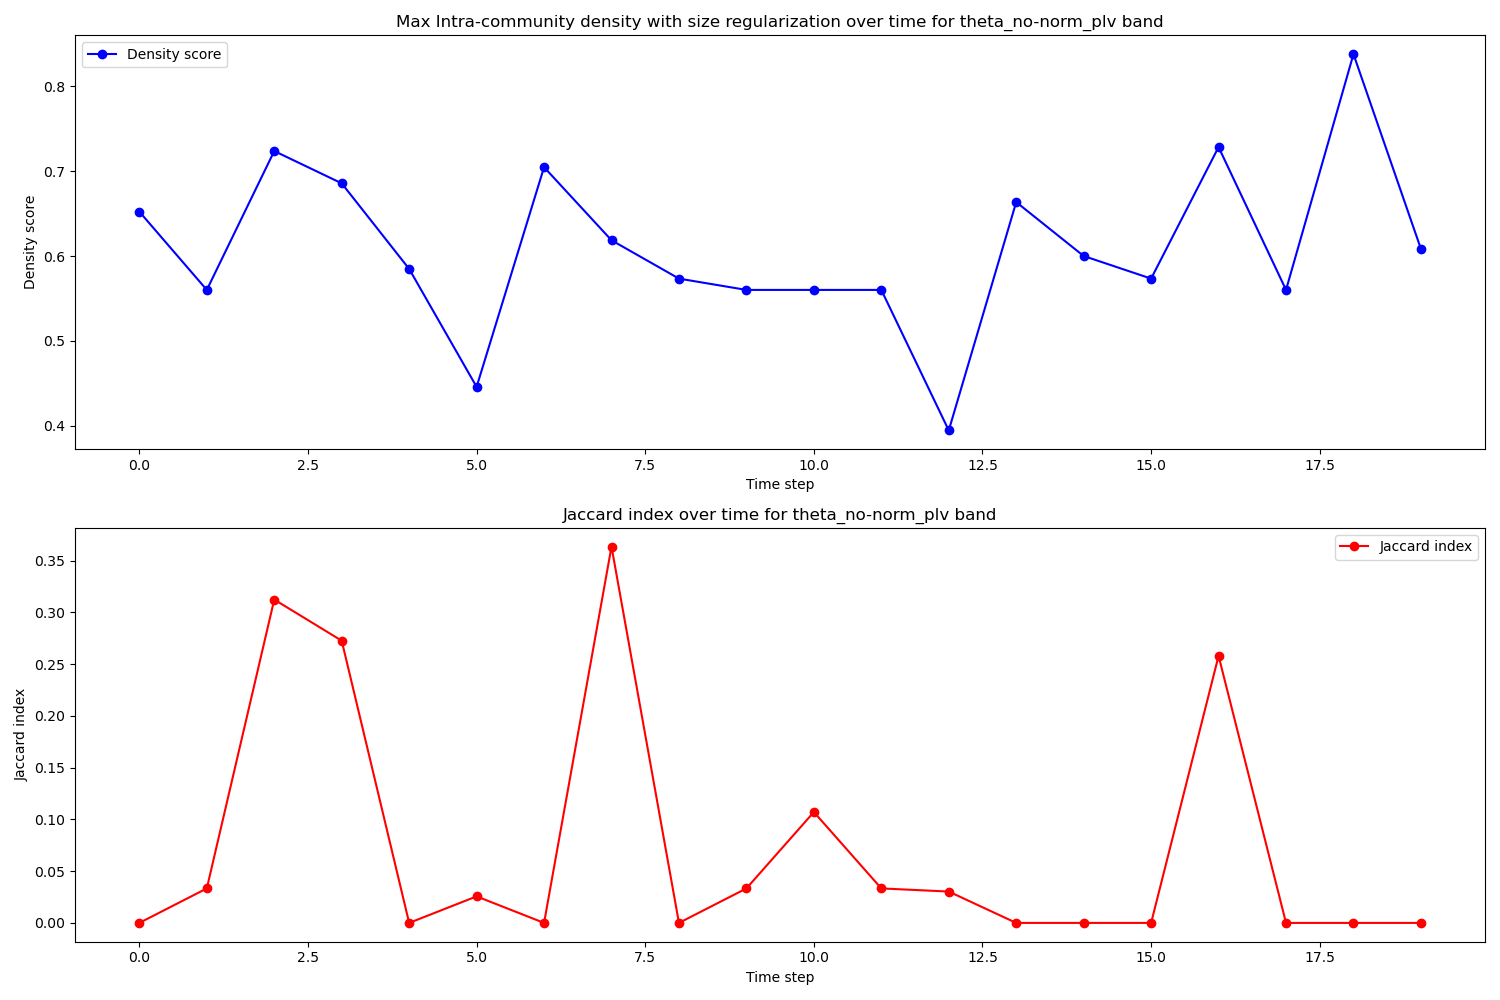 Max Intra-community density with size regularization over time for theta_no-norm_plv band
Density score
Density score
0.8
0.7
0.6
0.5
0.4
0.0 2.5 5.0 7.5 10.0 12.5 15.0 17.5
Time step
Jaccard index over time for theta_no-norm_plv band
Jaccard index
Jaccard index
0.35
0.30
0.25
0.20
0.15
0.10
0.05
0.00
0.0 2.5 5.0 7.5 10.0 12.5 15.0 17.5
Time step